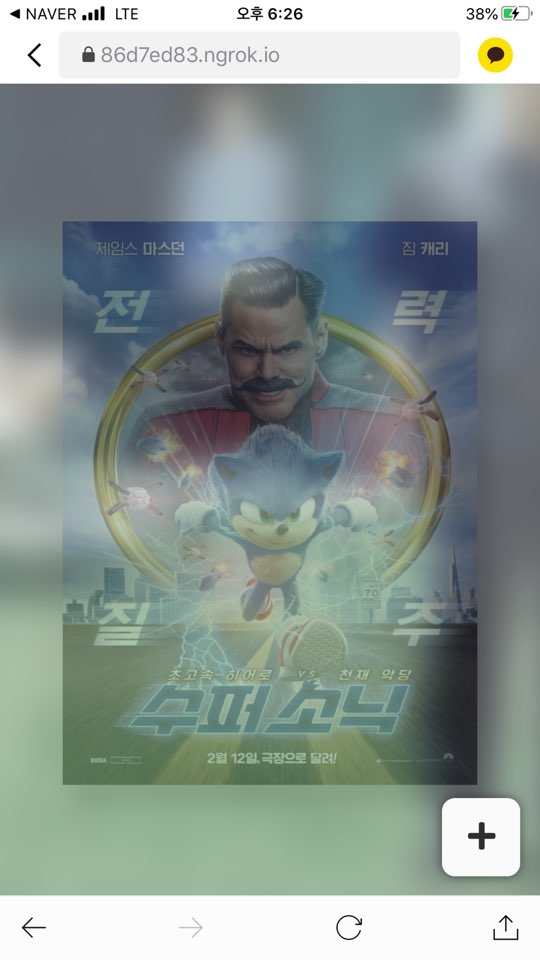 NAVER LTE 오후 6:26 38%
86d7ed83.ngrok.io
제임스 마스던 짐 캐리
전 력
70
질 주
초고속 히어로 VS 천재 악당
수퍼 소닉
2월 12일, 극장으로 달려!
SEGA